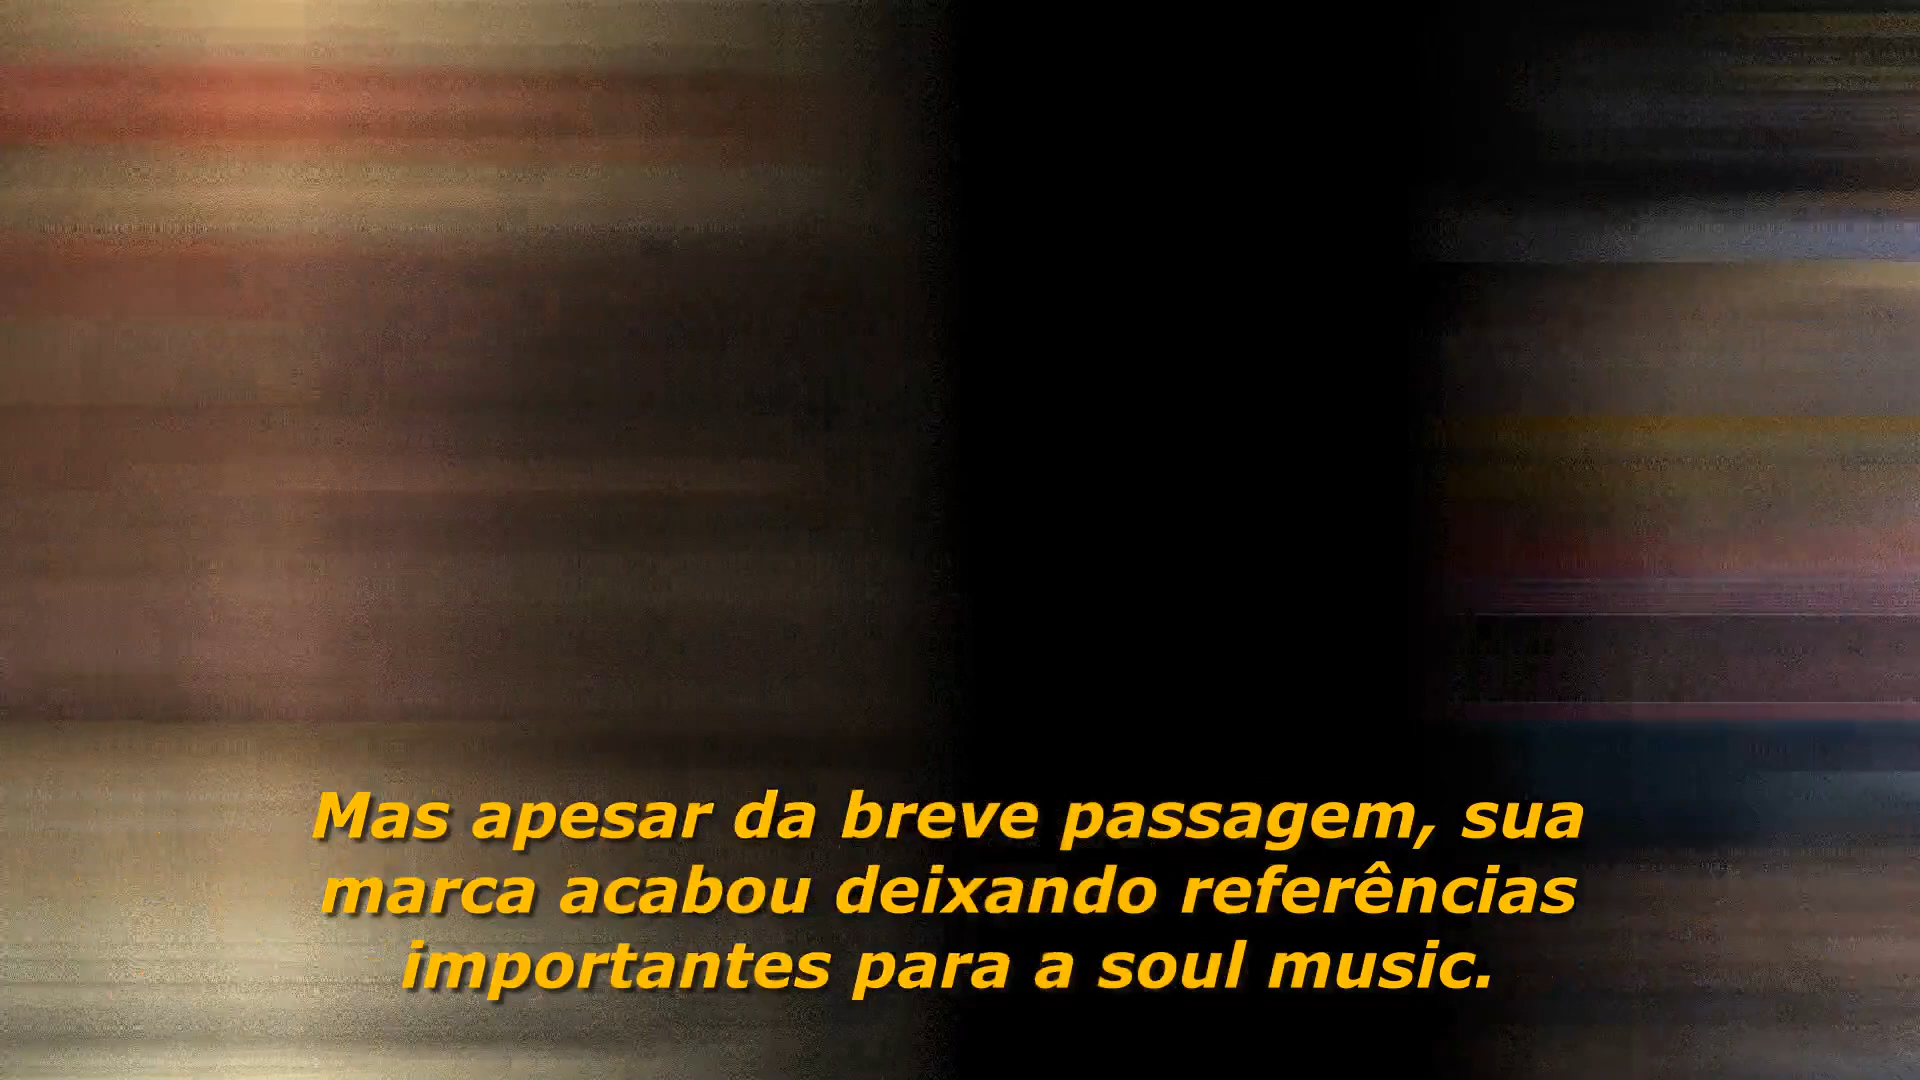 Mas apesar da breve passagem, sua
marca acabou deixando referências
importantes para a soul music.